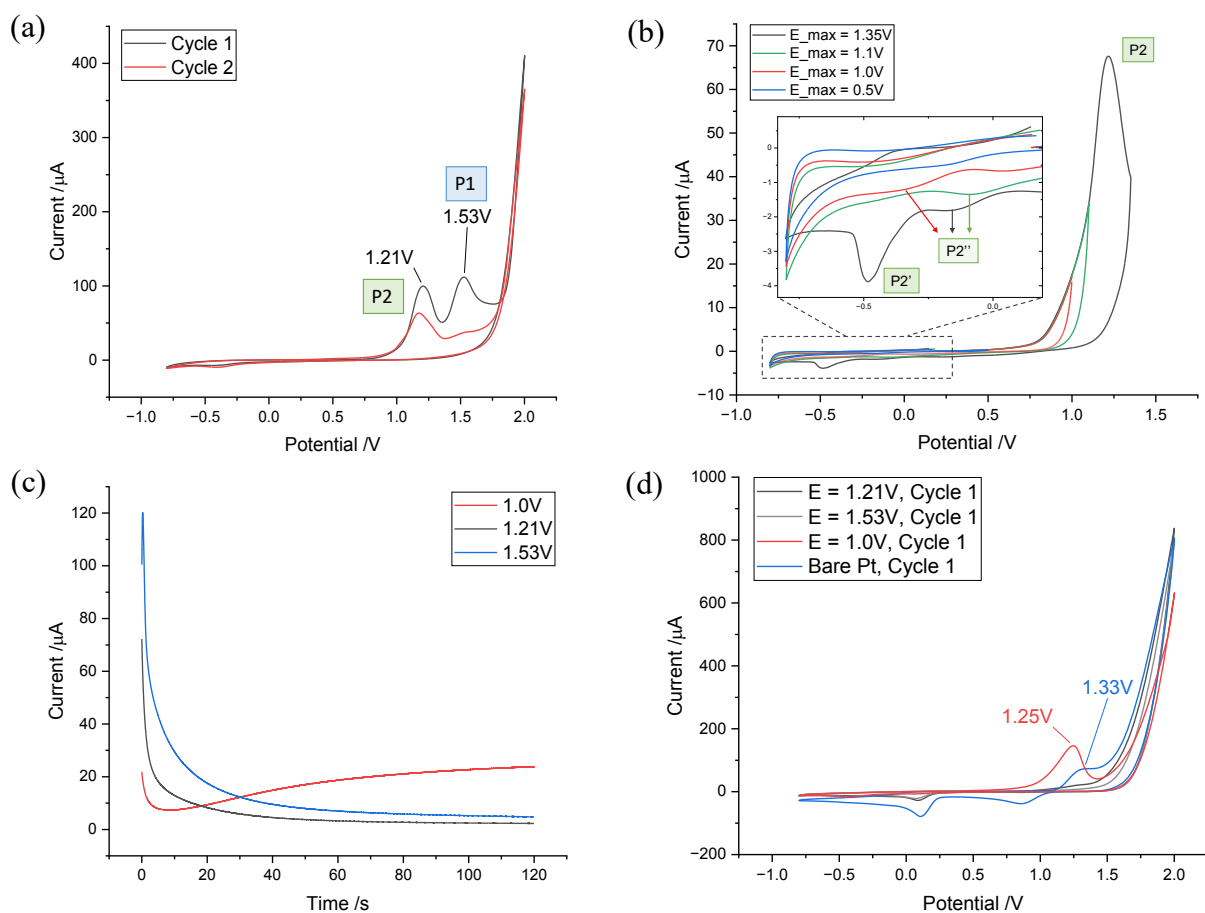 (a)
Cycle 1
Cycle 2
P1
1.53V
1.21V
P2
400
300
200
100
0
−100
−1.0
−0.5
0.0
0.5
1.0
1.5
2.0
Current /μA
Potential /V
(b)
E_max = 1.35V
E_max = 1.1V
E_max = 1.0V
E_max = 0.5V
P2
P2''
P2'
0
−1
−2
−3
−4
−0.5
0.0
70
60
50
40
30
20
10
0
−10
−1.0
−0.5
0.0
0.5
1.0
1.5
Current /μA
Potential /V
(c)
1.0V
1.21V
1.53V
120
100
80
60
40
20
0
0
20
40
60
80
100
120
Current /μA
Time /s
(d)
E = 1.21V, Cycle 1
E = 1.53V, Cycle 1
E = 1.0V, Cycle 1
Bare Pt, Cycle 1
1.33V
1.25V
1000
800
600
400
200
0
−200
−1.0
−0.5
0.0
0.5
1.0
1.5
2.0
Current /μA
Potential /V